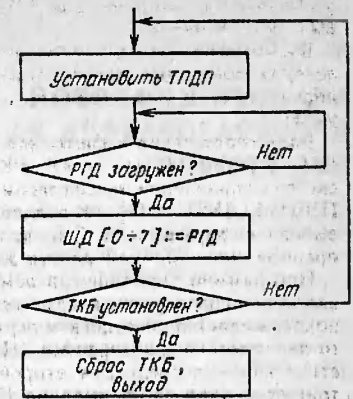 Установить ТПДП
РГД загружен?
Нет
Да
ШД [0÷7]:=РГД
ТКБ установлен?
Нет
Да
Сброс ТКБ,
выход